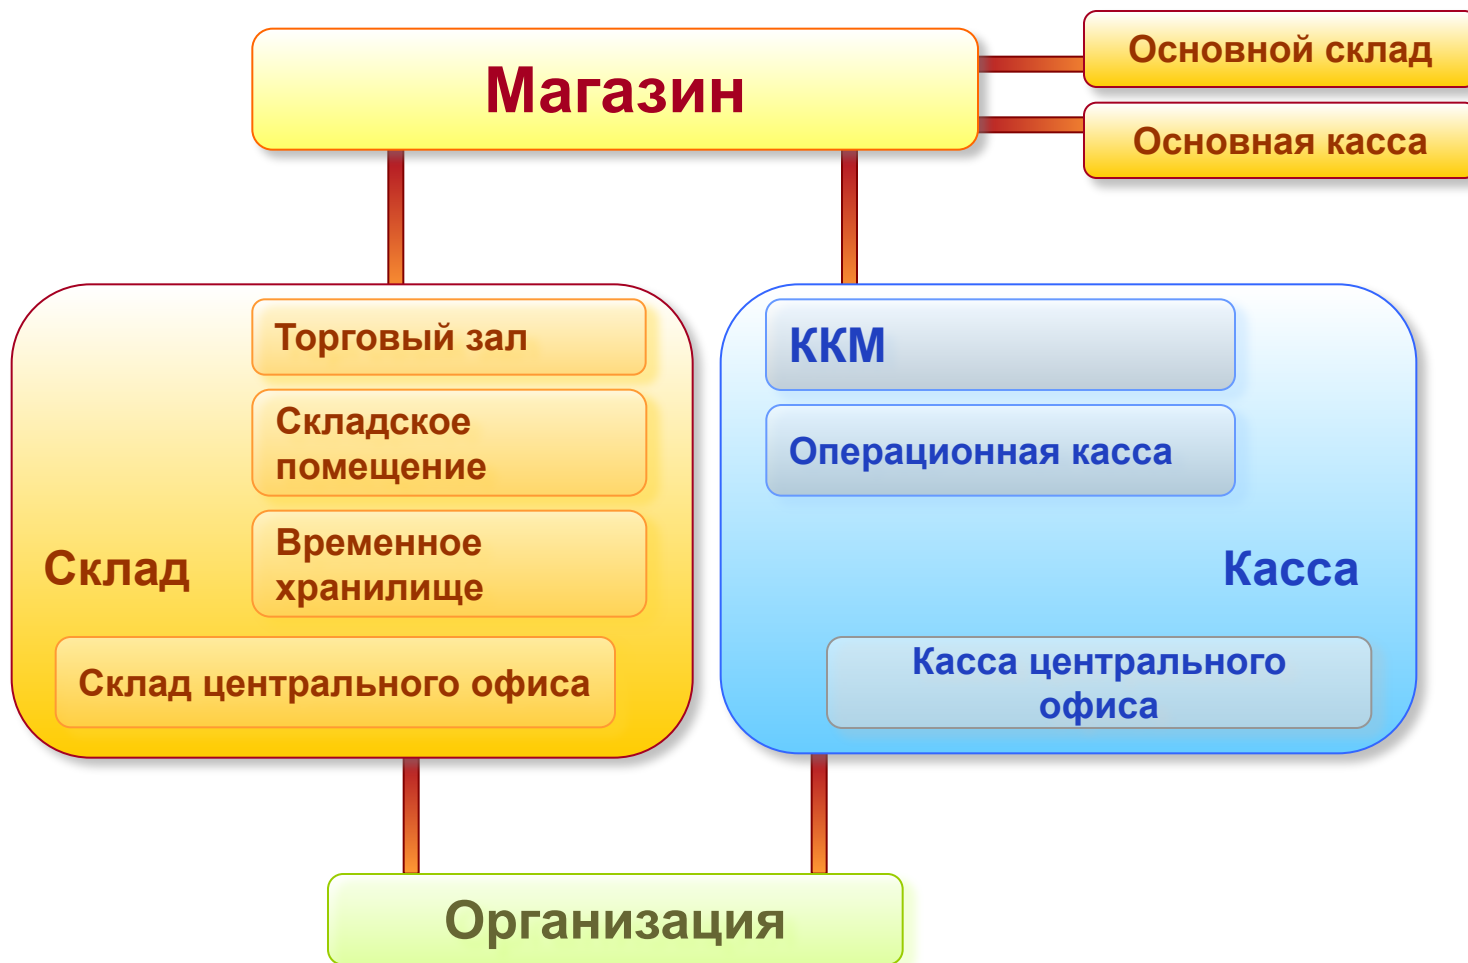 Магазин
Основной склад
Основная касса
Торговый зал
Складское
помещение
Временное
хранилище
Склад
Склад центрального офиса
ККМ
Операционная касса
Касса
Касса центрального
офиса
Организация